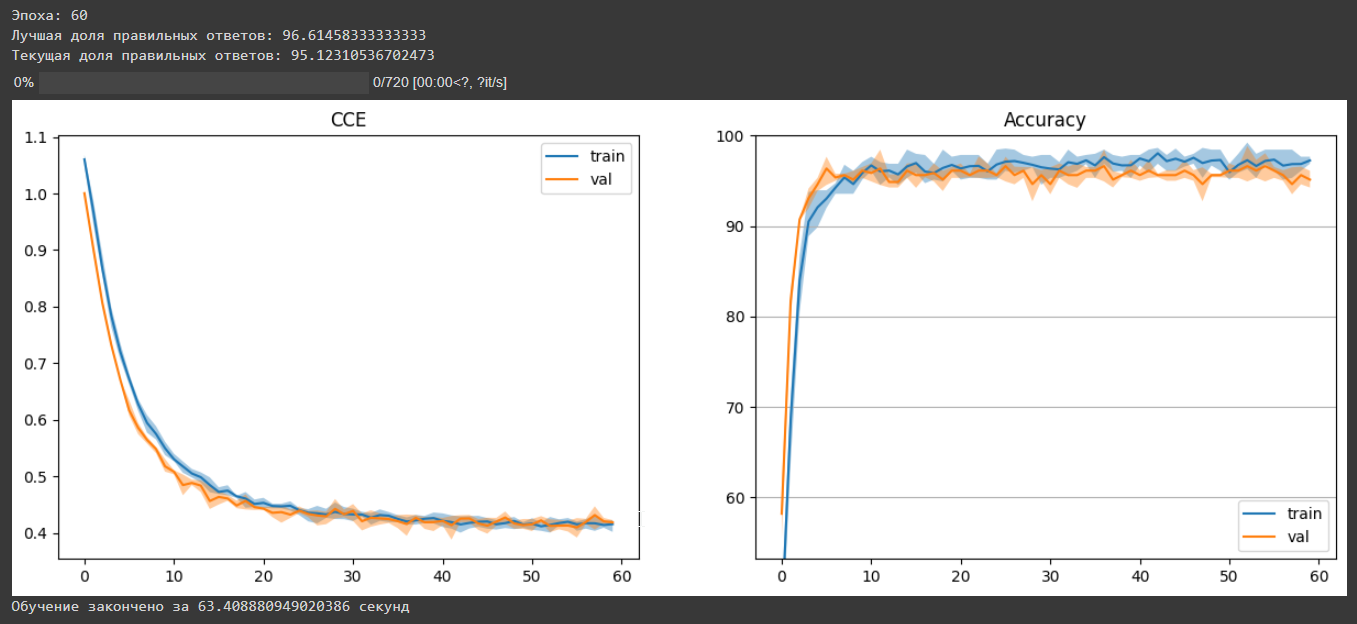 Эпоха: 60
Лучшая доля правильных ответов: 96.61458333333333
Текущая доля правильных ответов: 95.12310536702473
0% 0/720 [00:00<?, ?it/s]
CCE
1.1
1.0
0.9
0.8
0.7
0.6
0.5
0.4
0 10 20 30 40 50 60
train
val
Accuracy
100
90
80
70
60
0 10 20 30 40 50 60
train
val
Обучение закончено за 63.408880949020386 секунд